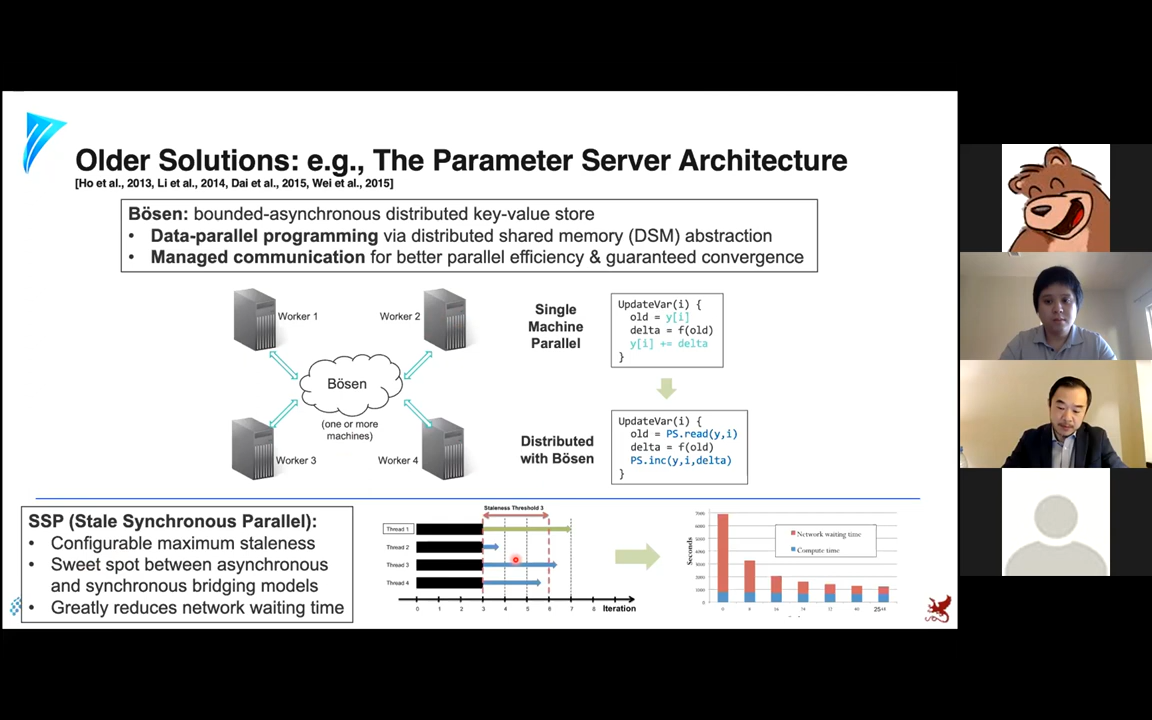 Older Solutions: e.g., The Parameter Server Architecture
[Ho et al., 2013, Li et al., 2014, Dai et al., 2015, Wei et al., 2015]
Bösen: bounded-asynchronous distributed key-value store
• Data-parallel programming via distributed shared memory (DSM) abstraction
• Managed communication for better parallel efficiency & guaranteed convergence
Worker 1
Worker 2
Bösen
(one or more
machines)
Worker 3
Worker 4
Single
Machine
Parallel
UpdateVar(i) {
old = y[i]
delta = f(old)
y[i] += delta
}
Distributed
with Bösen
UpdateVar(i) {
old = PS.read(y,i)
delta = f(old)
PS.inc(y,i,delta)
}
SSP (Stale Synchronous Parallel):
• Configurable maximum staleness
• Sweet spot between asynchronous
and synchronous bridging models
• Greatly reduces network waiting time
Staleness Threshold 3
Thread 1
Thread 2
Thread 3
Thread 4
0 1 2 3 4 5 6 7 8 Iteration
Seconds
Network waiting time
Compute time